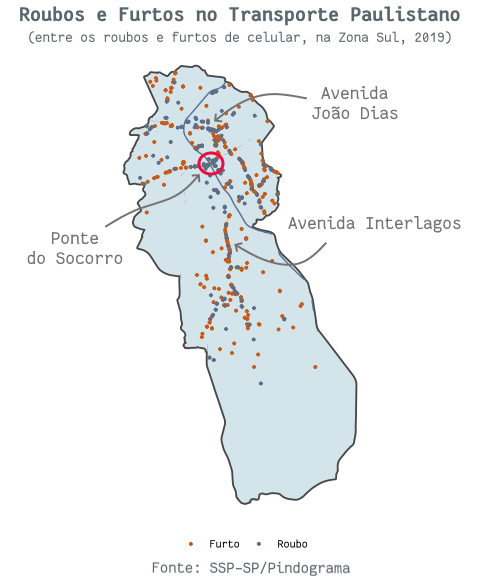 Roubos e Furtos no Transporte Paulistano
(entre os roubos e furtos de celular, na Zona Sul, 2019)
Avenida
João Dias
Avenida Interlagos
Ponte
do Socorro
Furto
Roubo
Fonte: SSP-SP/Pindograma